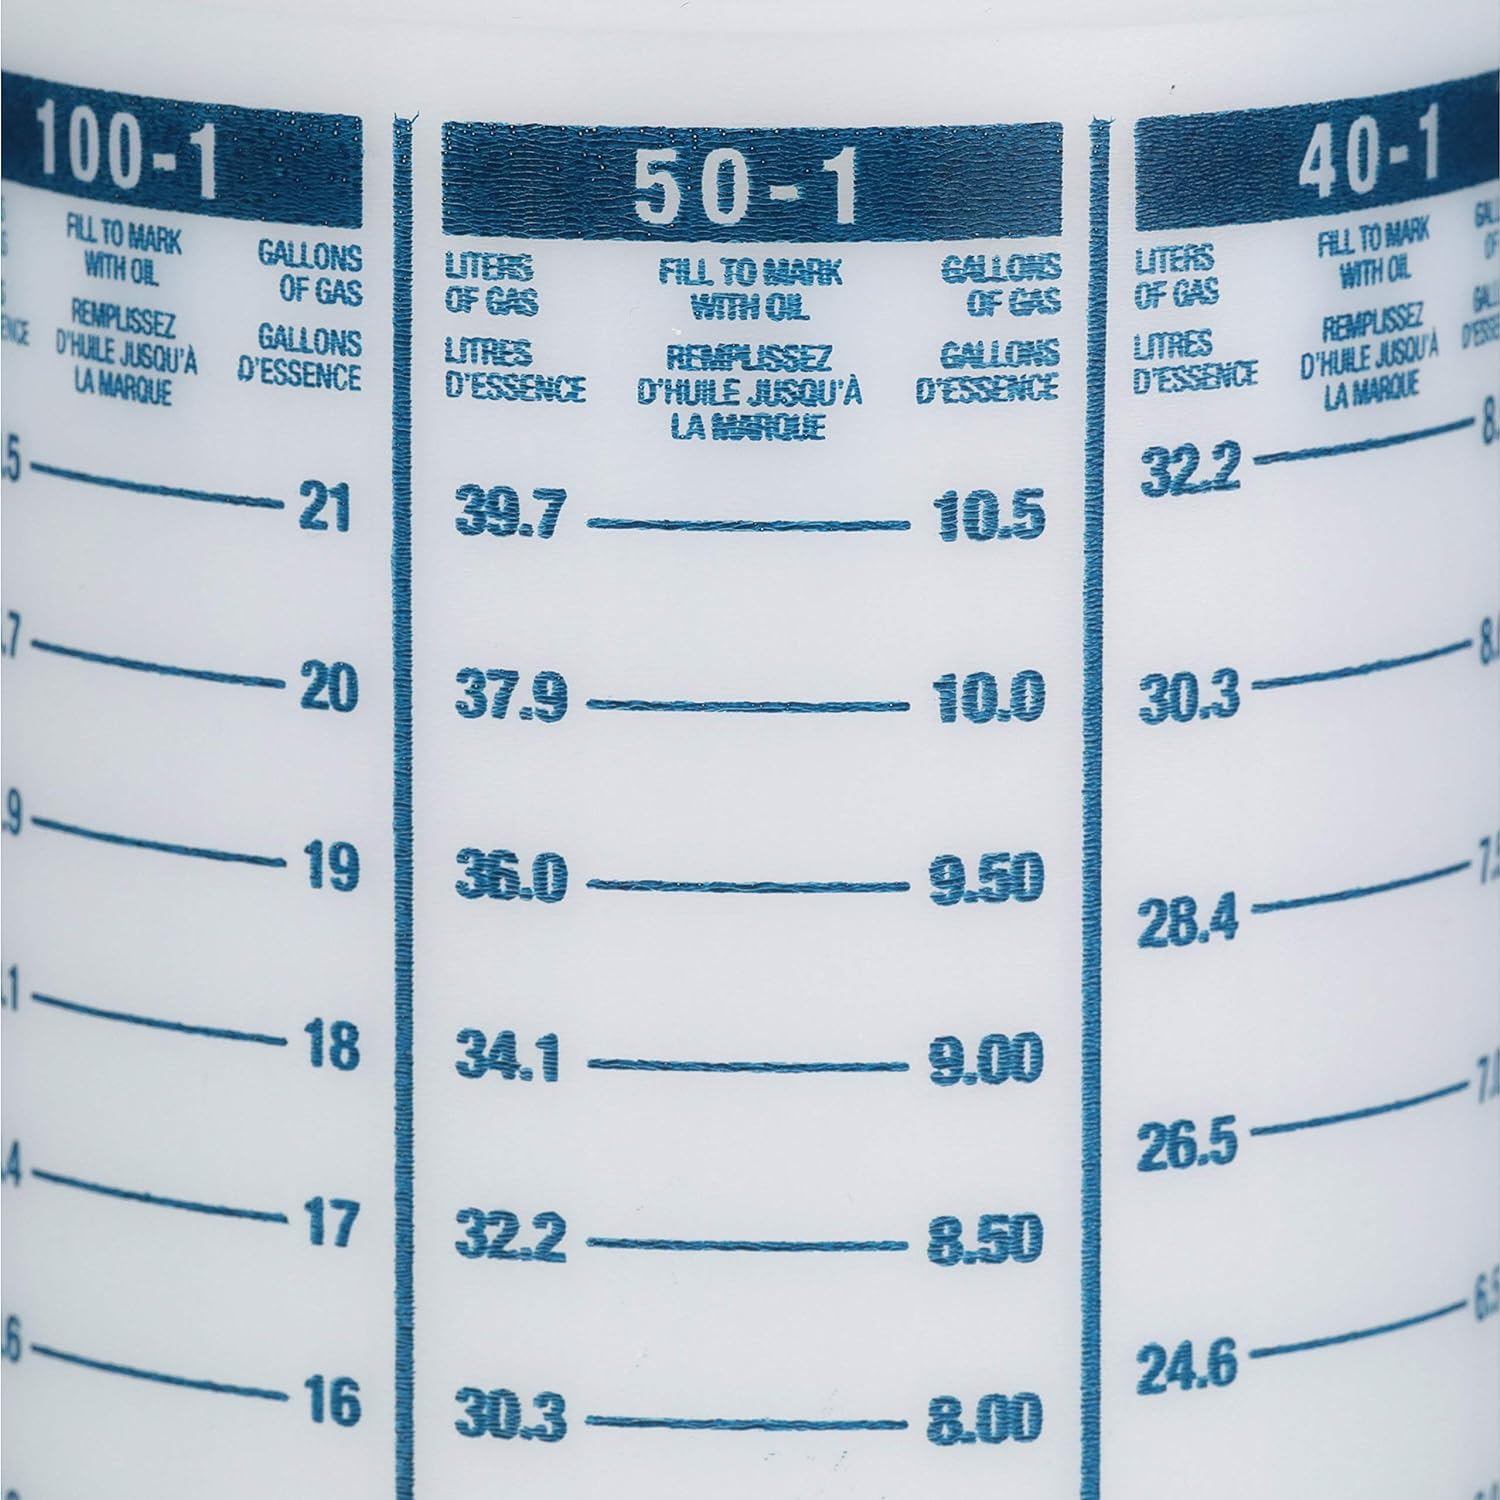 100-1
FILL TO MARK
WITH OIL
REMPLISSEZ
D'HUILE JUSQU'À
LA MARQUE
GALLONS
OF GAS
GALLONS
D'ESSENCE
21
20
19
18
17
16
50-1
LITERS
OF GAS
LITRES
D'ESSENCE
FILL TO MARK
WITH OIL
REMPLISSEZ
D'HUILE JUSQU'À
LA MARQUE
GALLONS
OF GAS
GALLONS
D'ESSENCE
39.7 10.5
37.9 10.0
36.0 9.50
34.1 9.00
32.2 8.50
30.3 8.00
40-1
LITERS
OF GAS
LITRES
D'ESSENCE
FILL TO MARK
WITH OIL
REMPLISSEZ
D'HUILE JUSQU'À
LA MARQUE
32.2
30.3
28.4
26.5
24.6